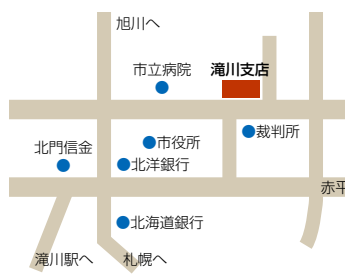 旭川へ
市立病院
滝川支店
裁判所
市役所
北門信金
北洋銀行
赤平
北海道銀行
滝川駅へ
札幌へ